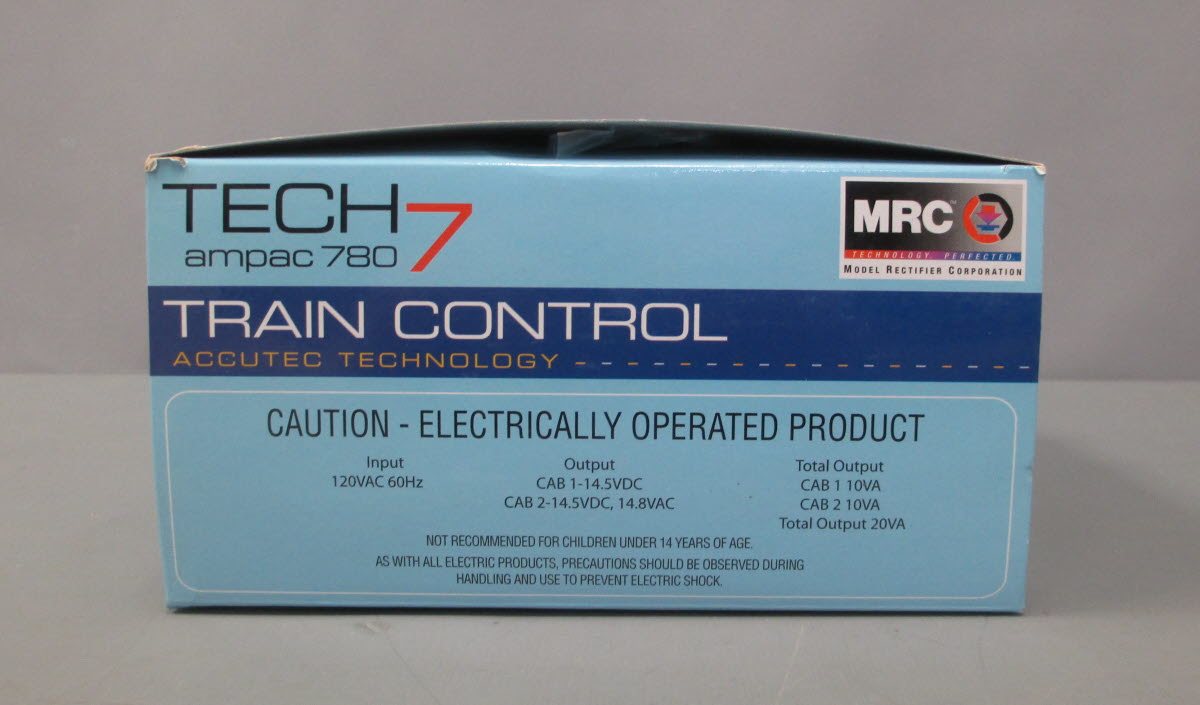 TECH 7
ampac 780
MRC™
TECHNOLOGY. PERFECTED.
MODEL RECTIFIER CORPORATION
TRAIN CONTROL
ACCUTEC TECHNOLOGY
CAUTION - ELECTRICALLY OPERATED PRODUCT
Input
120VAC 60Hz
Output
CAB 1-14.5VDC
CAB 2-14.5VDC, 14.8VAC
Total Output
CAB 1 10VA
CAB 2 10VA
Total Output 20VA
NOT RECOMMENDED FOR CHILDREN UNDER 14 YEARS OF AGE.
AS WITH ALL ELECTRIC PRODUCTS, PRECAUTIONS SHOULD BE OBSERVED DURING
HANDLING AND USE TO PREVENT ELECTRIC SHOCK.